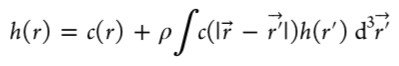 h(r) = c(r) + ρ∫c(|r⃗ − r⃗′|)h(r′) d³r⃗′